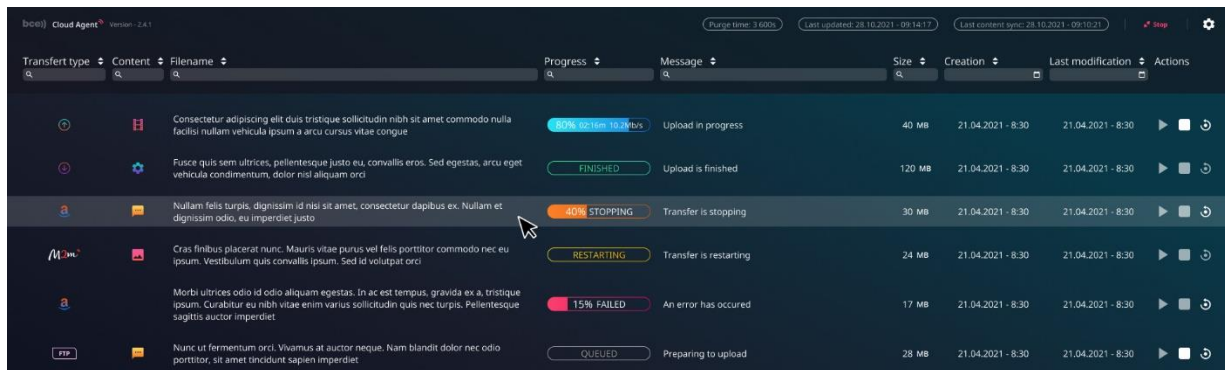 bce)) Cloud Agent Version - 2.4.1 Purge time: 3 600s Last updated: 28.10.2021 - 09:14:17 Last content sync: 28.10.2021 - 09:10:21 Stop
Transfert type Content Filename Progress Message Size Creation Last modification Actions
Consectetur adipiscing elit duis tristique sollicitudin nibh sit amet commodo nulla
facilisi nullam vehicula ipsum a arcu cursus vitae congue
80% 02:16m 10.2Mb/s Upload in progress 40 MB 21.04.2021 - 8:30 21.04.2021 - 8:30
Fusce quis sem ultrices, pellentesque justo eu, convallis eros. Sed egestas, arcu eget
vehicula condimentum, dolor nisl aliquam orci
FINISHED Upload is finished 120 MB 21.04.2021 - 8:30 21.04.2021 - 8:30
a
Nullam felis turpis, dignissim id nisi sit amet, consectetur dapibus ex. Nullam et
dignissim odio, eu imperdiet justo
40% STOPPING Transfer is stopping 30 MB 21.04.2021 - 8:30 21.04.2021 - 8:30
M2m
Cras finibus placerat nunc. Mauris vitae purus vel felis porttitor commodo nec eu
ipsum. Vestibulum quis convallis ipsum. Sed id volutpat orci
RESTARTING Transfer is restarting 24 MB 21.04.2021 - 8:30 21.04.2021 - 8:30
a
Morbi ultrices odio id odio aliquam egestas. In ac est tempus, gravida ex a, tristique
ipsum. Curabitur eu nibh vitae enim varius sollicitudin quis nec turpis. Pellentesque
sagittis auctor imperdiet
15% FAILED An error has occured 17 MB 21.04.2021 - 8:30 21.04.2021 - 8:30
FTP
Nunc ut fermentum orci. Vivamus at auctor neque. Nam blandit dolor nec odio
porttitor, sit amet tincidunt sapien imperdiet
QUEUED Preparing to upload 28 MB 21.04.2021 - 8:30 21.04.2021 - 8:30